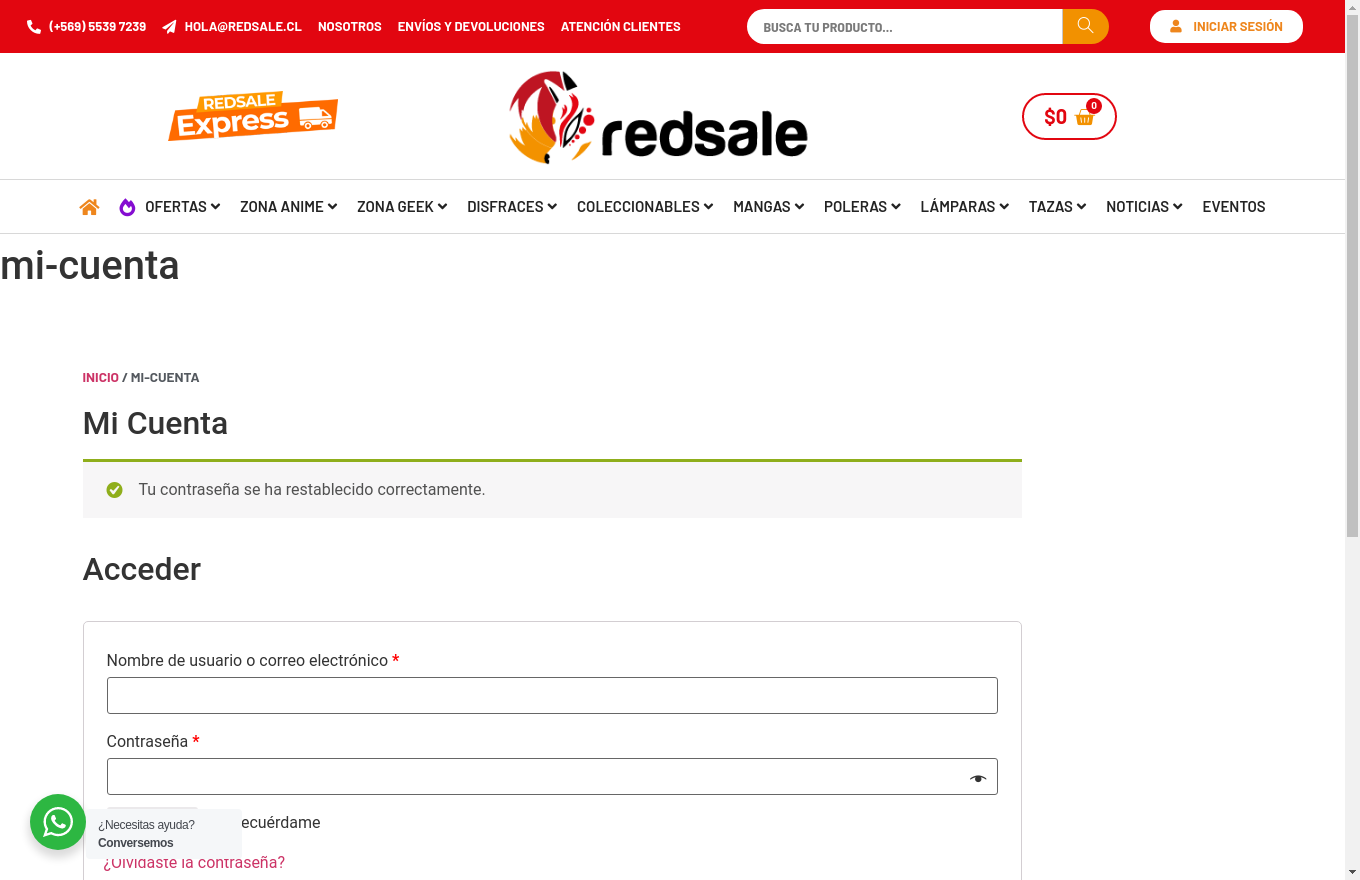 (+569) 5539 7239 HOLA@REDSALE.CL NOSOTROS ENVÍOS Y DEVOLUCIONES ATENCIÓN CLIENTES BUSCA TU PRODUCTO... INICIAR SESIÓN
REDSALE
Express
redsale
$0 0
OFERTAS ZONA ANIME ZONA GEEK DISFRACES COLECCIONABLES MANGAS POLERAS LÁMPARAS TAZAS NOTICIAS EVENTOS
mi-cuenta
INICIO / MI-CUENTA
Mi Cuenta
Tu contraseña se ha restablecido correctamente.
Acceder
Nombre de usuario o correo electrónico *
Contraseña *
ecuérdame
¿Necesitas ayuda?
Conversemos
¿Olvidaste la contraseña?